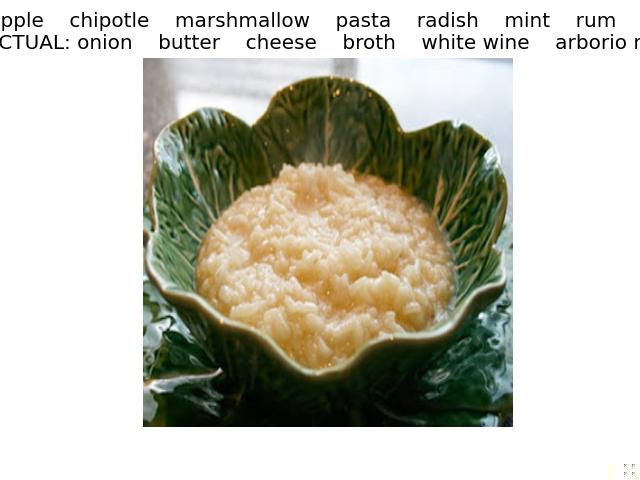 pple chipotle marshmallow pasta radish mint rum
CTUAL: onion butter cheese broth white wine arborio r